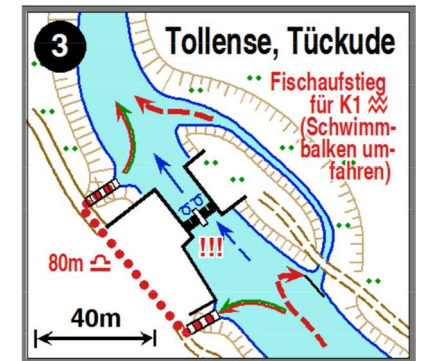 3
Tollense, Tückude
Fischaufstieg
für K1
(Schwimm-
balken um-
fahren)
!!!
80m
40m